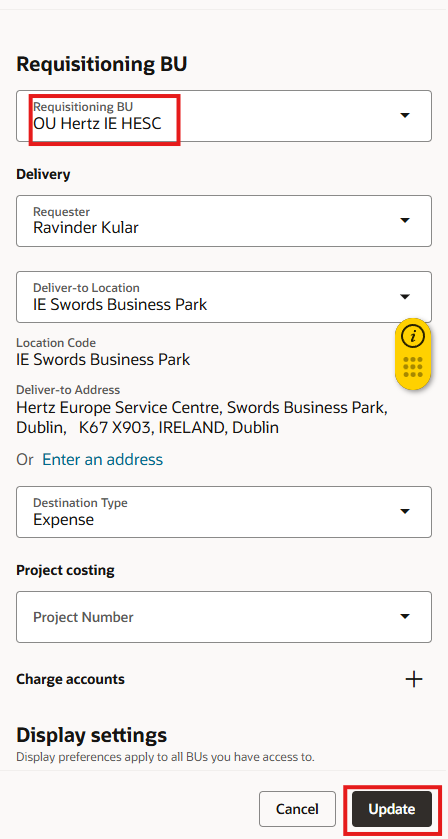 Requisitioning BU
Requisitioning BU
OU Hertz IE HESC
Delivery
Requester
Ravinder Kular
Deliver-to Location
IE Swords Business Park
Location Code
IE Swords Business Park
Deliver-to Address
Hertz Europe Service Centre, Swords Business Park,
Dublin,   K67 X903, IRELAND, Dublin
Or Enter an address
Destination Type
Expense
Project costing
Project Number
Charge accounts
Display settings
Display preferences apply to all BUs you have access to.
Cancel Update